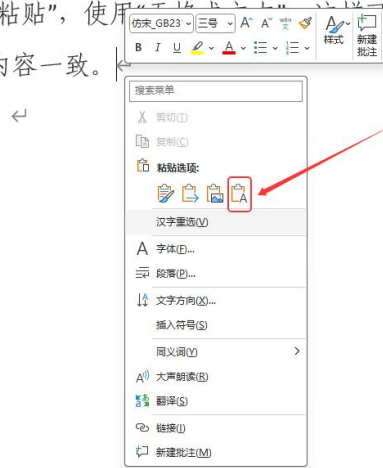 粘贴”，使用
仿宋_GB23 三号 A A 文 A
样式 新建
批注
B I U A
内容一致。
搜索菜单
剪切(T)
复制(C)
粘贴选项:
A
汉字重选(V)
A 字体(F)...
段落(P)...
文字方向(X)...
插入符号(S)
同义词(Y)
大声朗读(R)
翻译(S)
链接(I)
新建批注(M)